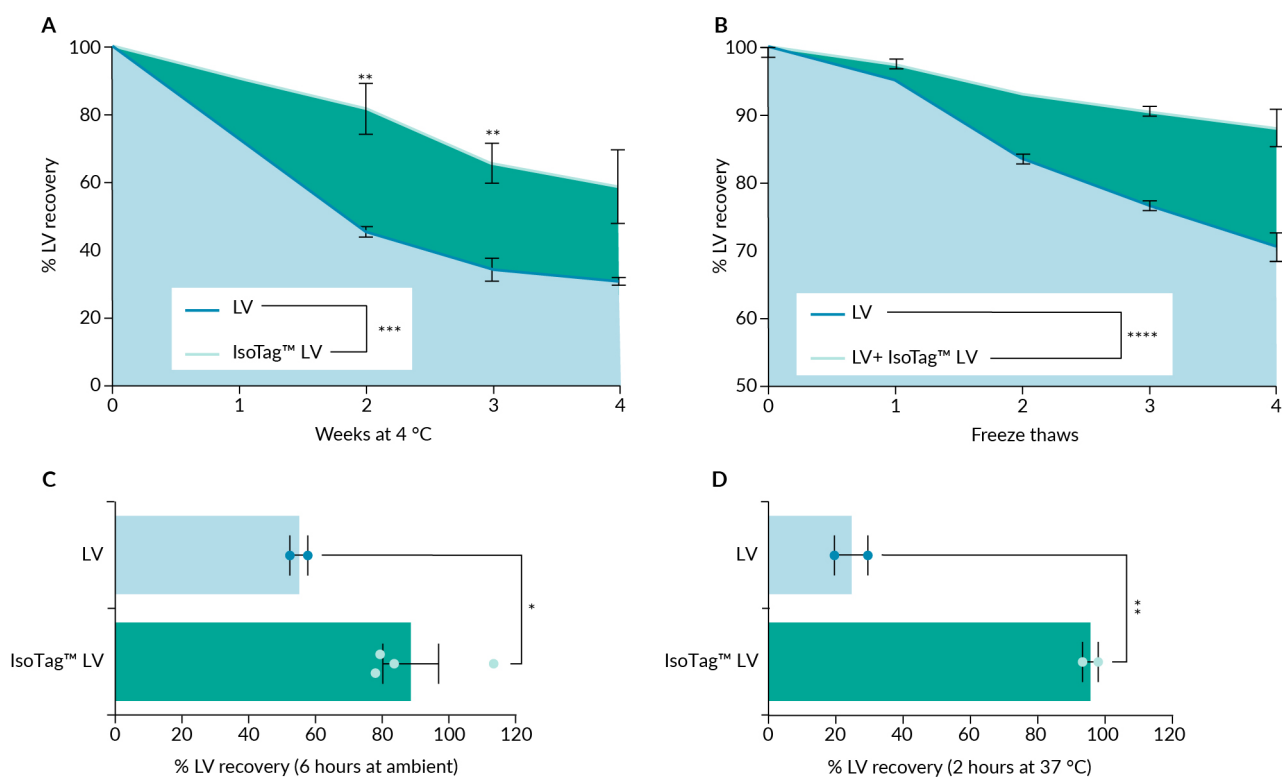 A
% LV recovery
100
80
60
40
20
0
**
**
LV
IsoTag™ LV
***
0 1 2 3 4
Weeks at 4 °C
B
% LV recovery
100
90
80
70
60
50
LV
LV+ IsoTag™ LV
****
0 1 2 3 4
Freeze thaws
C
LV
IsoTag™ LV
*
0 20 40 60 80 100 120
% LV recovery (6 hours at ambient)
D
LV
IsoTag™ LV
**
0 20 40 60 80 100 120
% LV recovery (2 hours at 37 °C)